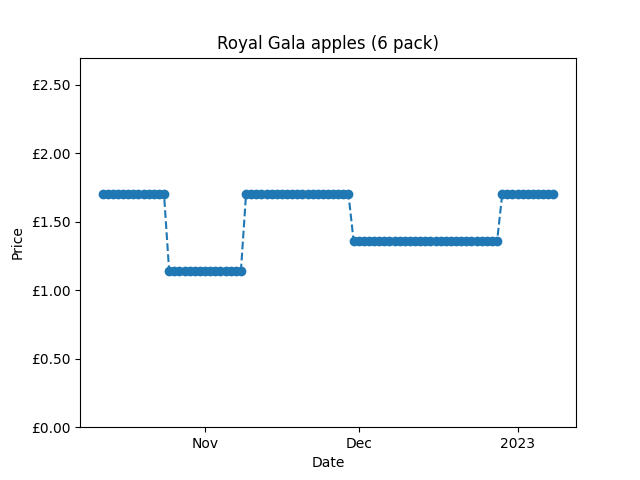 Royal Gala apples (6 pack)
£2.50
£2.00
£1.50
£1.00
£0.50
£0.00
Price
Nov
Dec
2023
Date